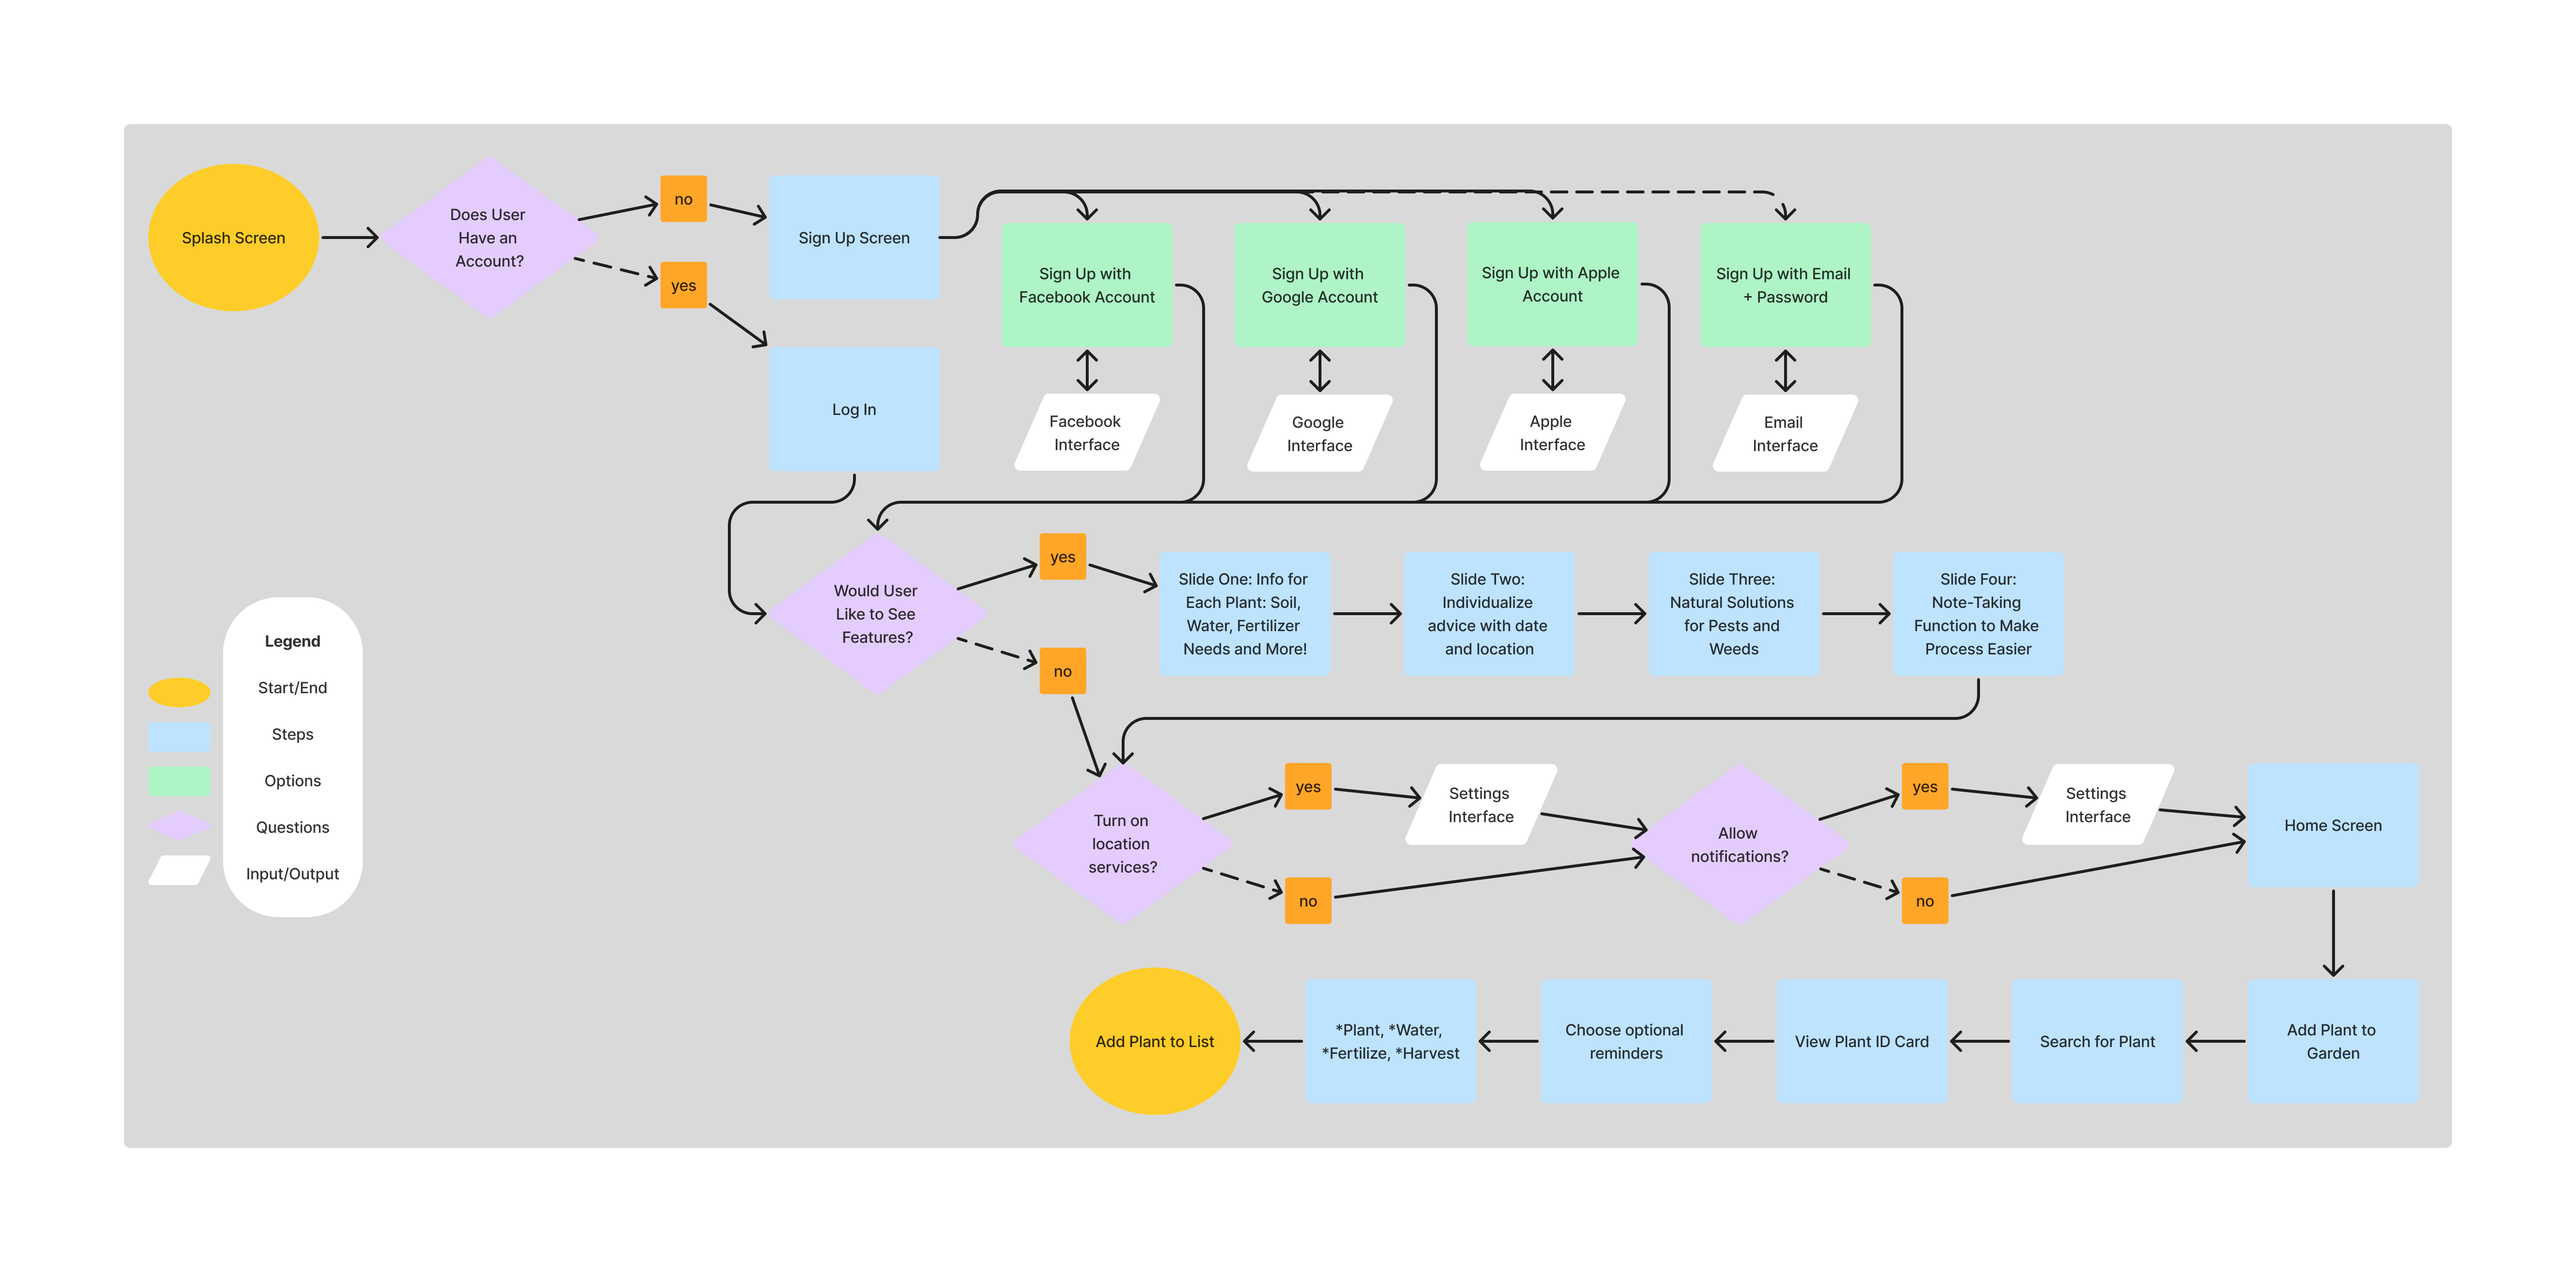 Splash Screen
Does User
Have an
Account?
no
yes
Sign Up Screen
Log In
Sign Up with
Facebook Account
Sign Up with
Google Account
Sign Up with Apple
Account
Sign Up with Email
+ Password
Facebook
Interface
Google
Interface
Apple
Interface
Email
Interface
Would User
Like to See
Features?
yes
no
Slide One: Info for
Each Plant: Soil,
Water, Fertilizer
Needs and More!
Slide Two:
Individualize
advice with date
and location
Slide Three:
Natural Solutions
for Pests and
Weeds
Slide Four:
Note-Taking
Function to Make
Process Easier
Legend
Start/End
Steps
Options
Questions
Input/Output
Turn on
location
services?
yes
no
Settings
Interface
Allow
notifications?
yes
no
Settings
Interface
Home Screen
Add Plant to List
*Plant, *Water,
*Fertilize, *Harvest
Choose optional
reminders
View Plant ID Card
Search for Plant
Add Plant to
Garden